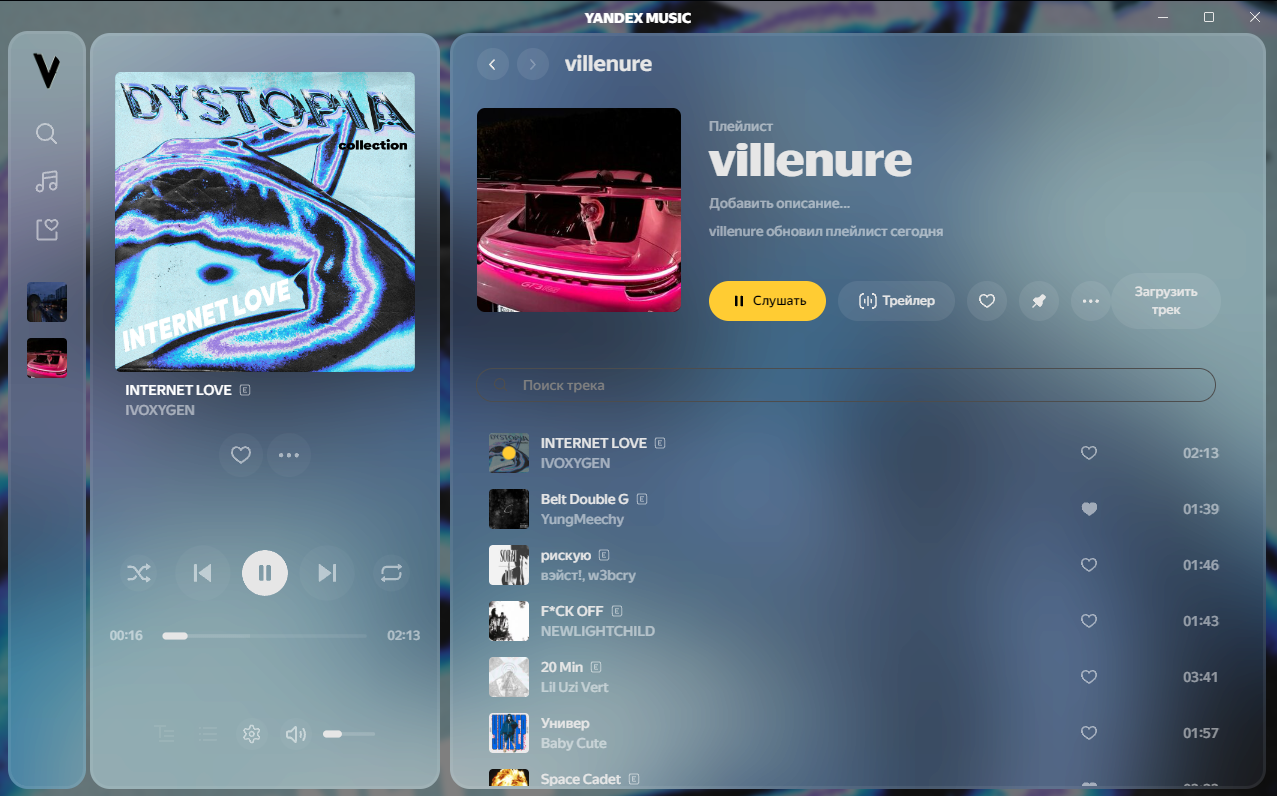 YANDEX MUSIC
V
DYSTOPIA
collection
INTERNET LOVE
INTERNET LOVE E
IVOXYGEN
00:16
02:13
villenure
Плейлист
villenure
Добавить описание...
villenure обновил плейлист сегодня
Слушать
Трейлер
Загрузить
трек
Поиск трека
INTERNET LOVE E
IVOXYGEN
02:13
Belt Double G E
YungMeechy
01:39
рискую E
вэйст!, w3bcry
01:46
F*CK OFF E
NEWLIGHTCHILD
01:43
20 Min E
Lil Uzi Vert
03:41
Универ
Baby Cute
01:57
Space Cadet E